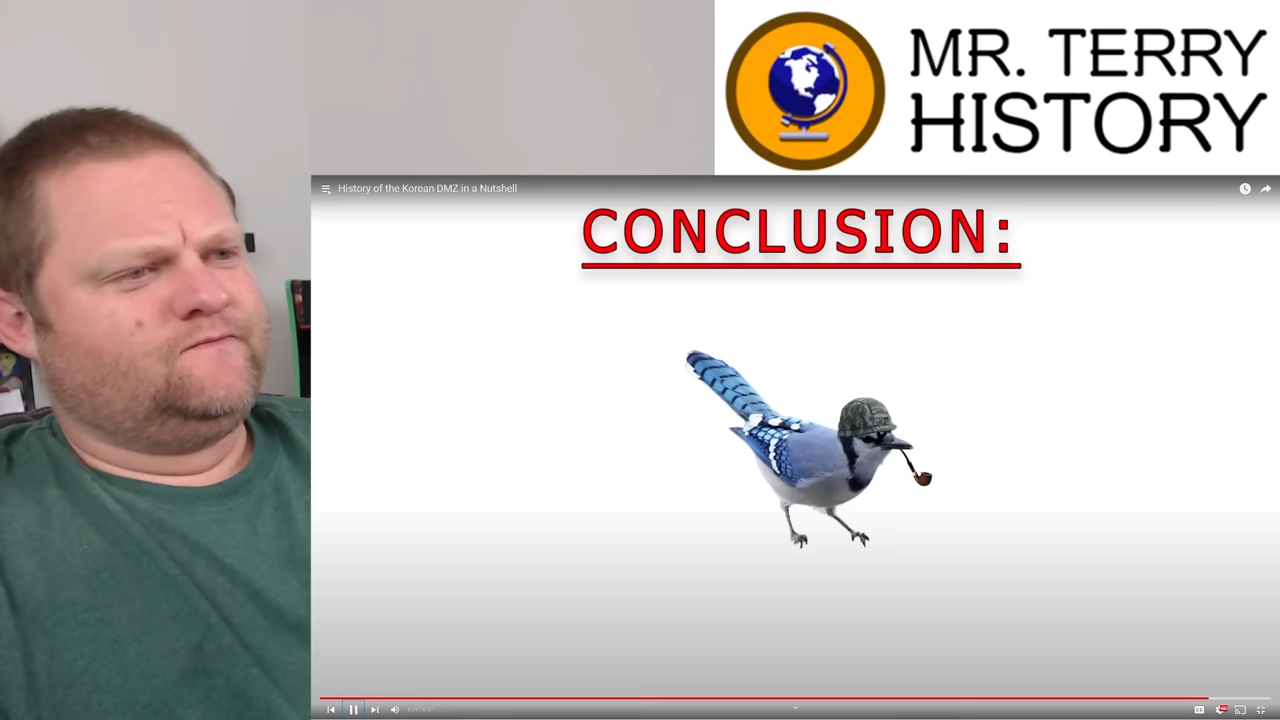 MR. TERRY
HISTORY
History of the Korean DMZ in a Nutshell
CONCLUSION: